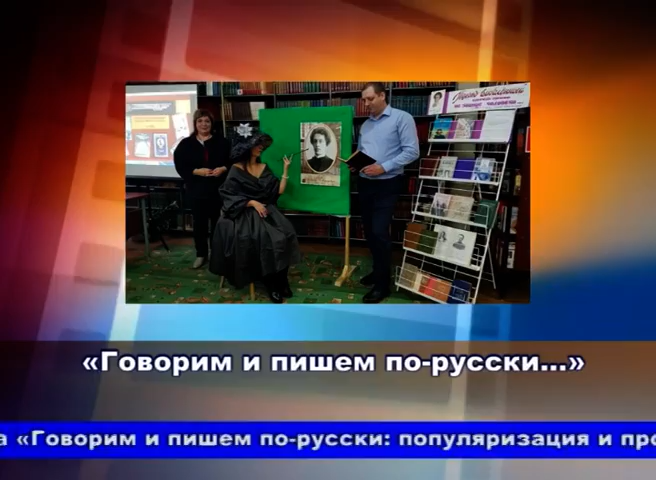 «Говорим и пишем по-русски...»
а «Говорим и пишем по-русски: популяризация и про